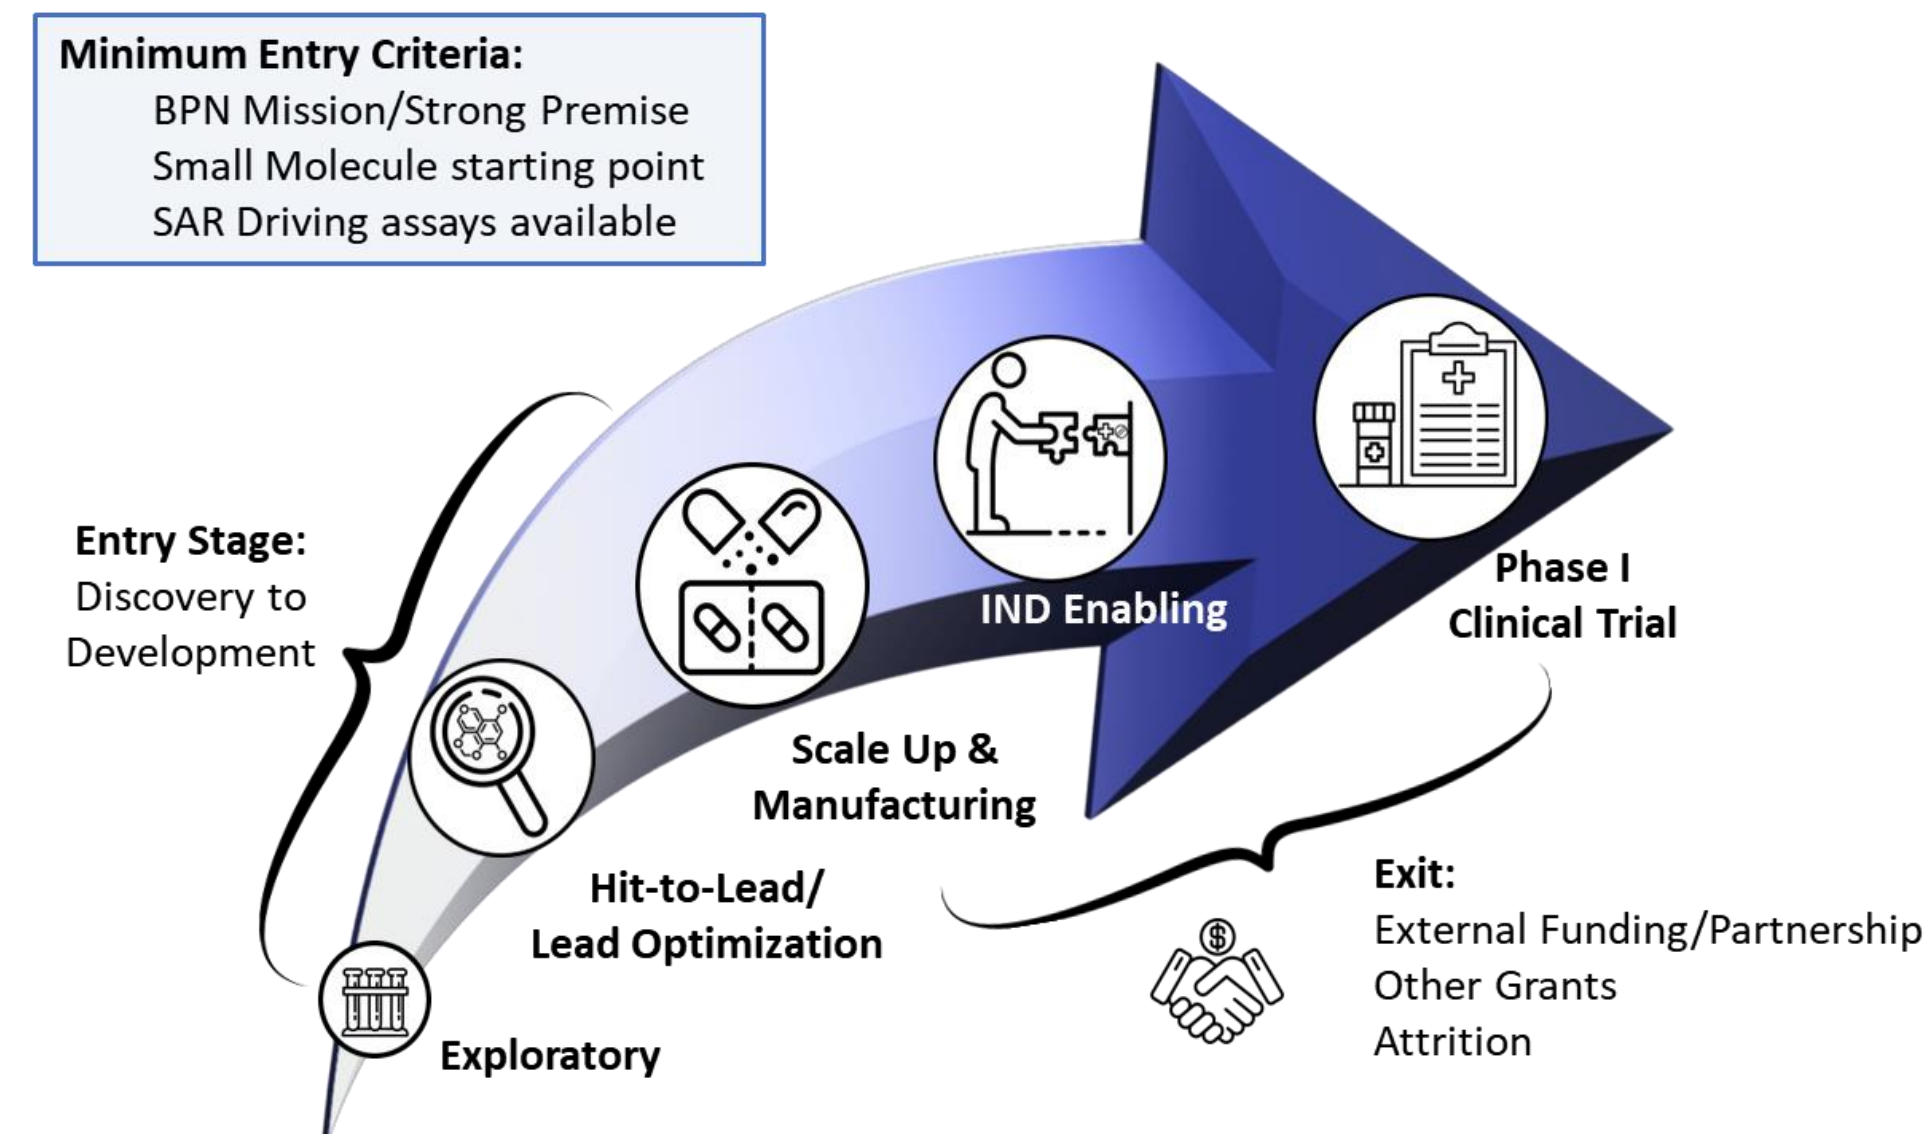 Minimum Entry Criteria:
BPN Mission/Strong Premise
Small Molecule starting point
SAR Driving assays available
Entry Stage:
Discovery to
Development
Exploratory
Hit-to-Lead/
Lead Optimization
Scale Up &
Manufacturing
IND Enabling
Phase I
Clinical Trial
Exit:
External Funding/Partnership
Other Grants
Attrition
$